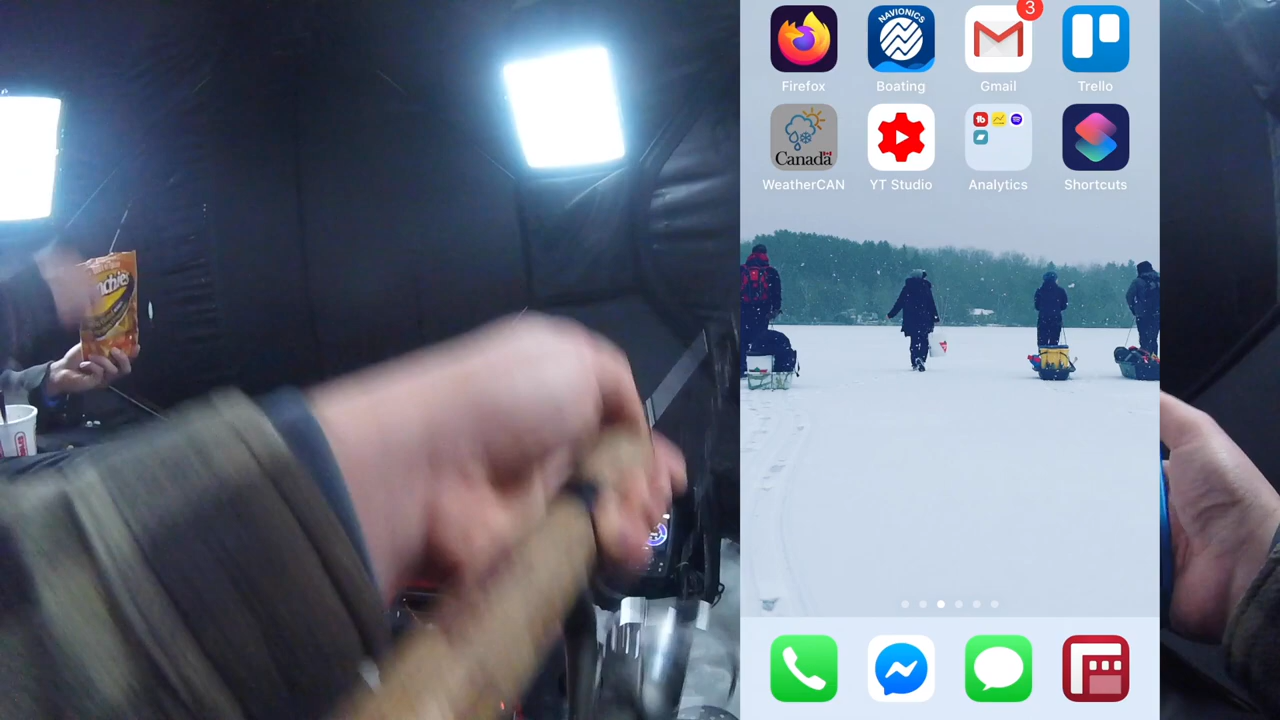 3
NAVIONICS
Firefox
Boating
Gmail
Trello
Canada
WeatherCAN
YT Studio
Analytics
Shortcuts